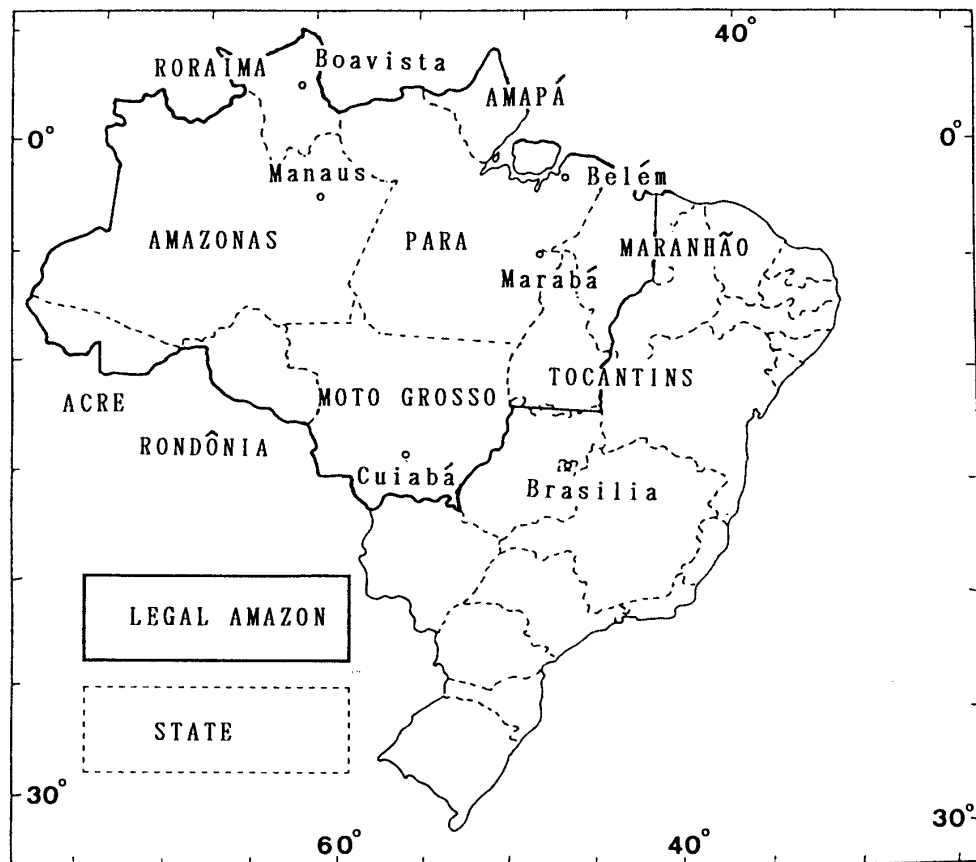 40°
RORAÎMA
Boavista
AMAPÁ
0°
0°
Manaus
Belém
AMAZONAS
PARA
MARANHÃO
Marabá
TOCANTINS
MOTO GROSSO
ACRE
RONDÔNIA
Cuiabá
Brasilia
LEGAL AMAZON
STATE
30°
30°
60°
40°